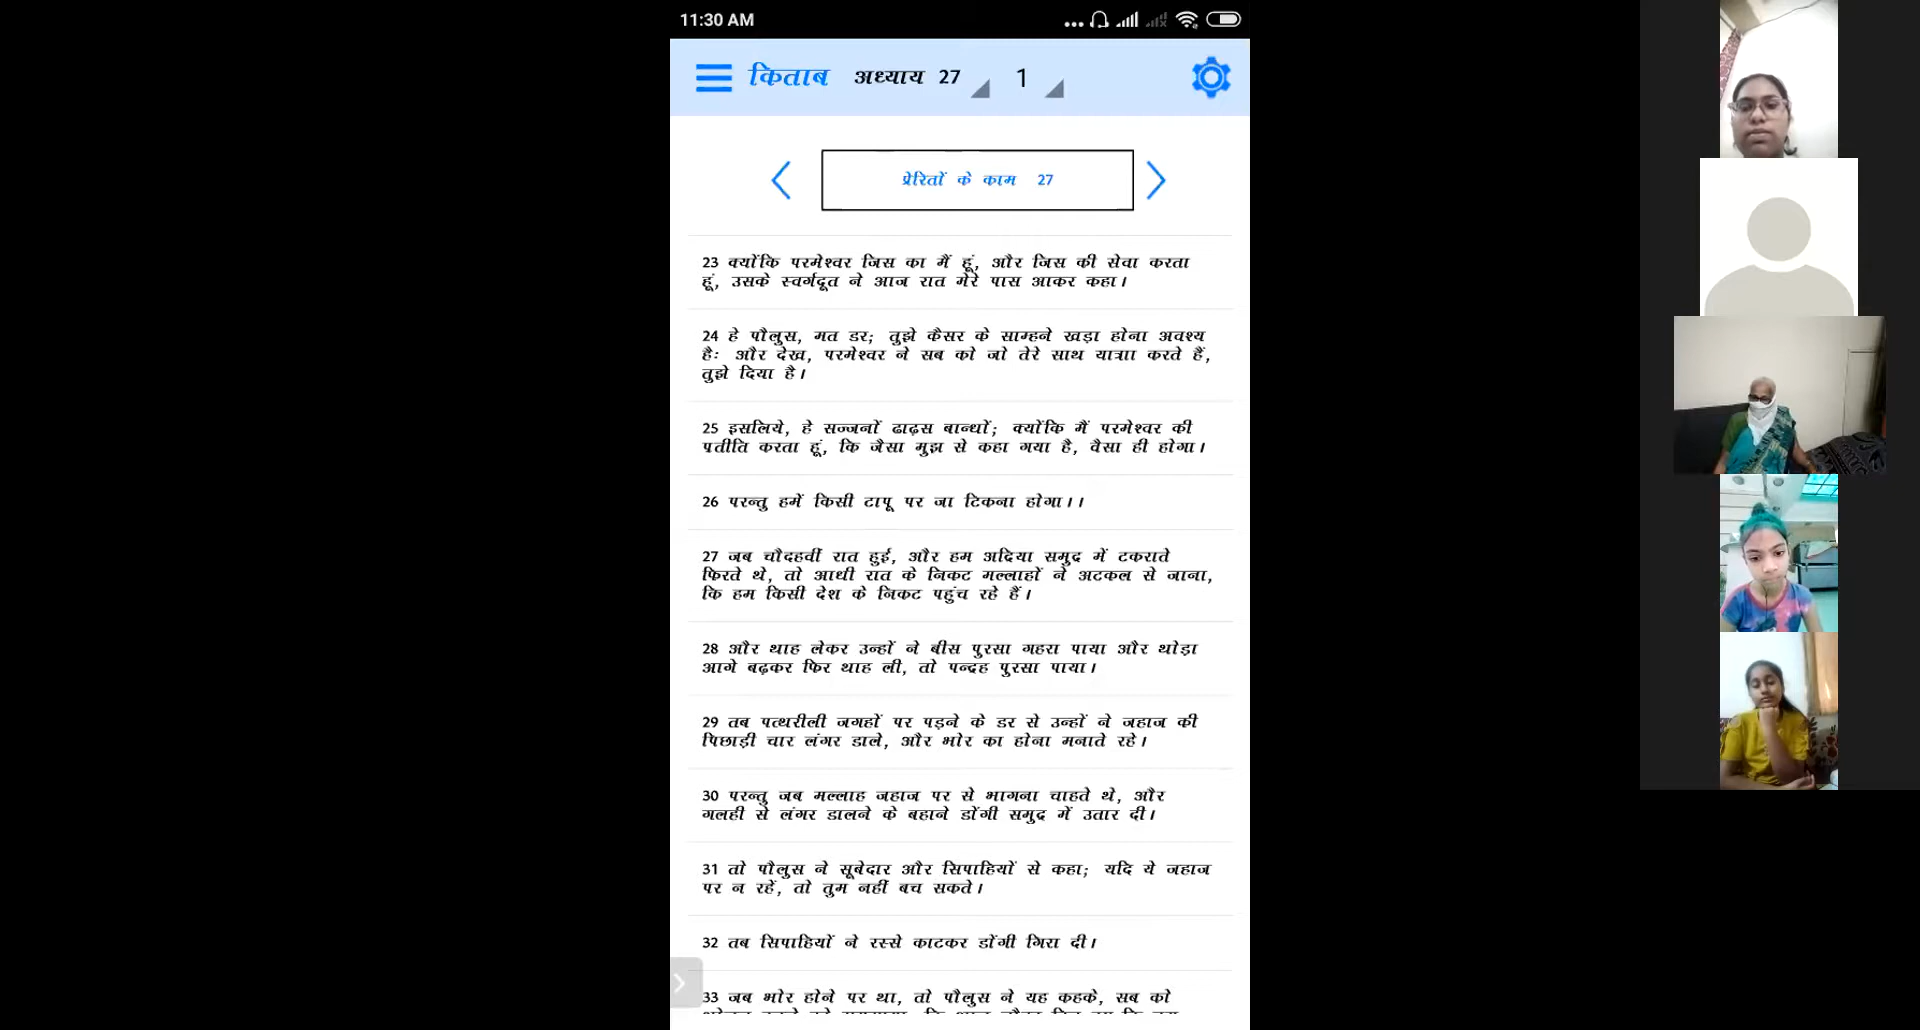 11:30 AM
किताब अध्याय 27 1
प्रेरितों के काम 27
23 क्योंकि परमेश्वर जिस का मैं हूं, और जिस की सेवा करता
हूं, उसके स्वर्गदूत ने आज रात मेरे पास आकर कहा।
24 हे पौलुस, मत डर; तुझे कैसर के साम्हने खड़ा होना अवश्य
है: और देख, परमेश्वर ने सब को जो तेरे साथ यात्राा करते हैं,
तुझे दिया है।
25 इसलिये, हे सज्जनों ढाढ़स बान्धों; क्योंकि मैं परमेश्वर की
पतीति करता हूं, कि जैसा मुझ से कहा गया है, वैसा ही होगा।
26 परन्तु हमें किसी टापू पर जा टिकना होगा।।
27 जब चौदहवीं रात हुई, और हम अदिया समुद्र में टकराते
फिरते थे, तो आधी रात के निकट मल्लाहों ने अटकल से जाना,
कि हम किसी देश के निकट पहुंच रहे हैं।
28 और थाह लेकर उन्हों ने बीस पुरसा गहरा पाया और थोड़ा
आगे बढ़कर फिर थाह ली, तो पन्द्रह पुरसा पाया।
29 तब पत्थरीली जगहों पर पड़ने के डर से उन्हों ने जहाज की
पिछाड़ी चार लंगर डाले, और भोर का होना मनाते रहे।
30 परन्तु जब मल्लाह जहाज पर से भागना चाहते थे, और
गलही से लंगर डालने के बहाने डोंगी समुद्र में उतार दी।
31 तो पौलुस ने सूबेदार और सिपाहियों से कहा; यदि ये जहाज
पर न रहें, तो तुम नहीं बच सकते।
32 तब सिपाहियों ने रस्से काटकर डोंगी गिरा दी।
33 जब भोर होने पर था, तो पौलुस ने यह कहके, सब को